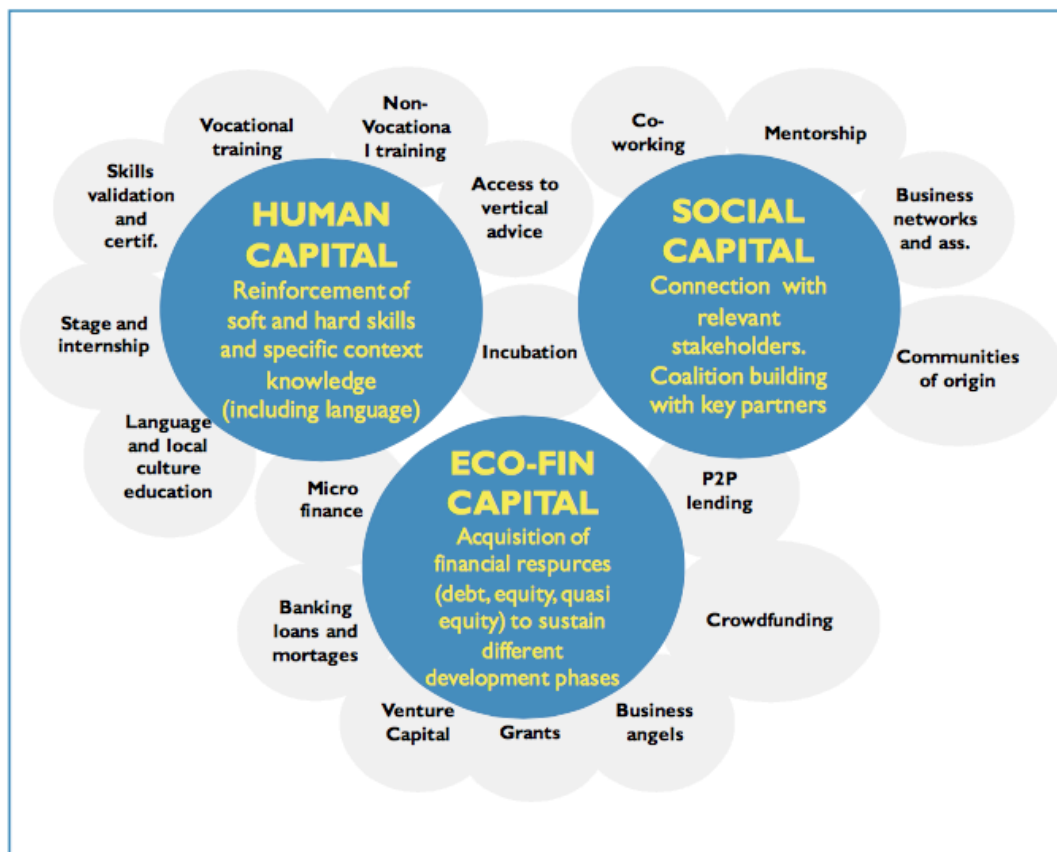 Vocational
training
Non-
Vocationa
l training
Skills
validation
and
certif.
Access to
vertical
advice
Stage and
internship
Language
and local
culture
education
HUMAN
CAPITAL
Reinforcement of
soft and hard skills
and specific context
knowledge
(including language)
Incubation
Co-
working
Mentorship
Business
networks
and ass.
Communities
of origin
SOCIAL
CAPITAL
Connection with
relevant
stakeholders.
Coalition building
with key partners
Micro
finance
P2P
lending
ECO-FIN
CAPITAL
Acquisition of
financial respurces
(debt, equity, quasi
equity) to sustain
different
development phases
Banking
loans and
mortages
Crowdfunding
Venture
Capital
Grants
Business
angels